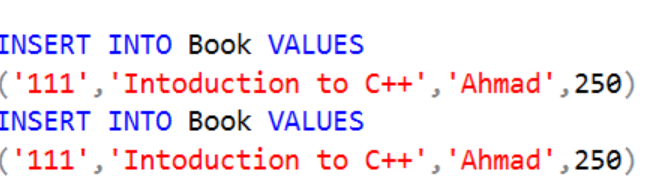 INSERT INTO Book VALUES
('111','Intoduction to C++','Ahmad',250)
INSERT INTO Book VALUES
('111','Intoduction to C++','Ahmad',250)